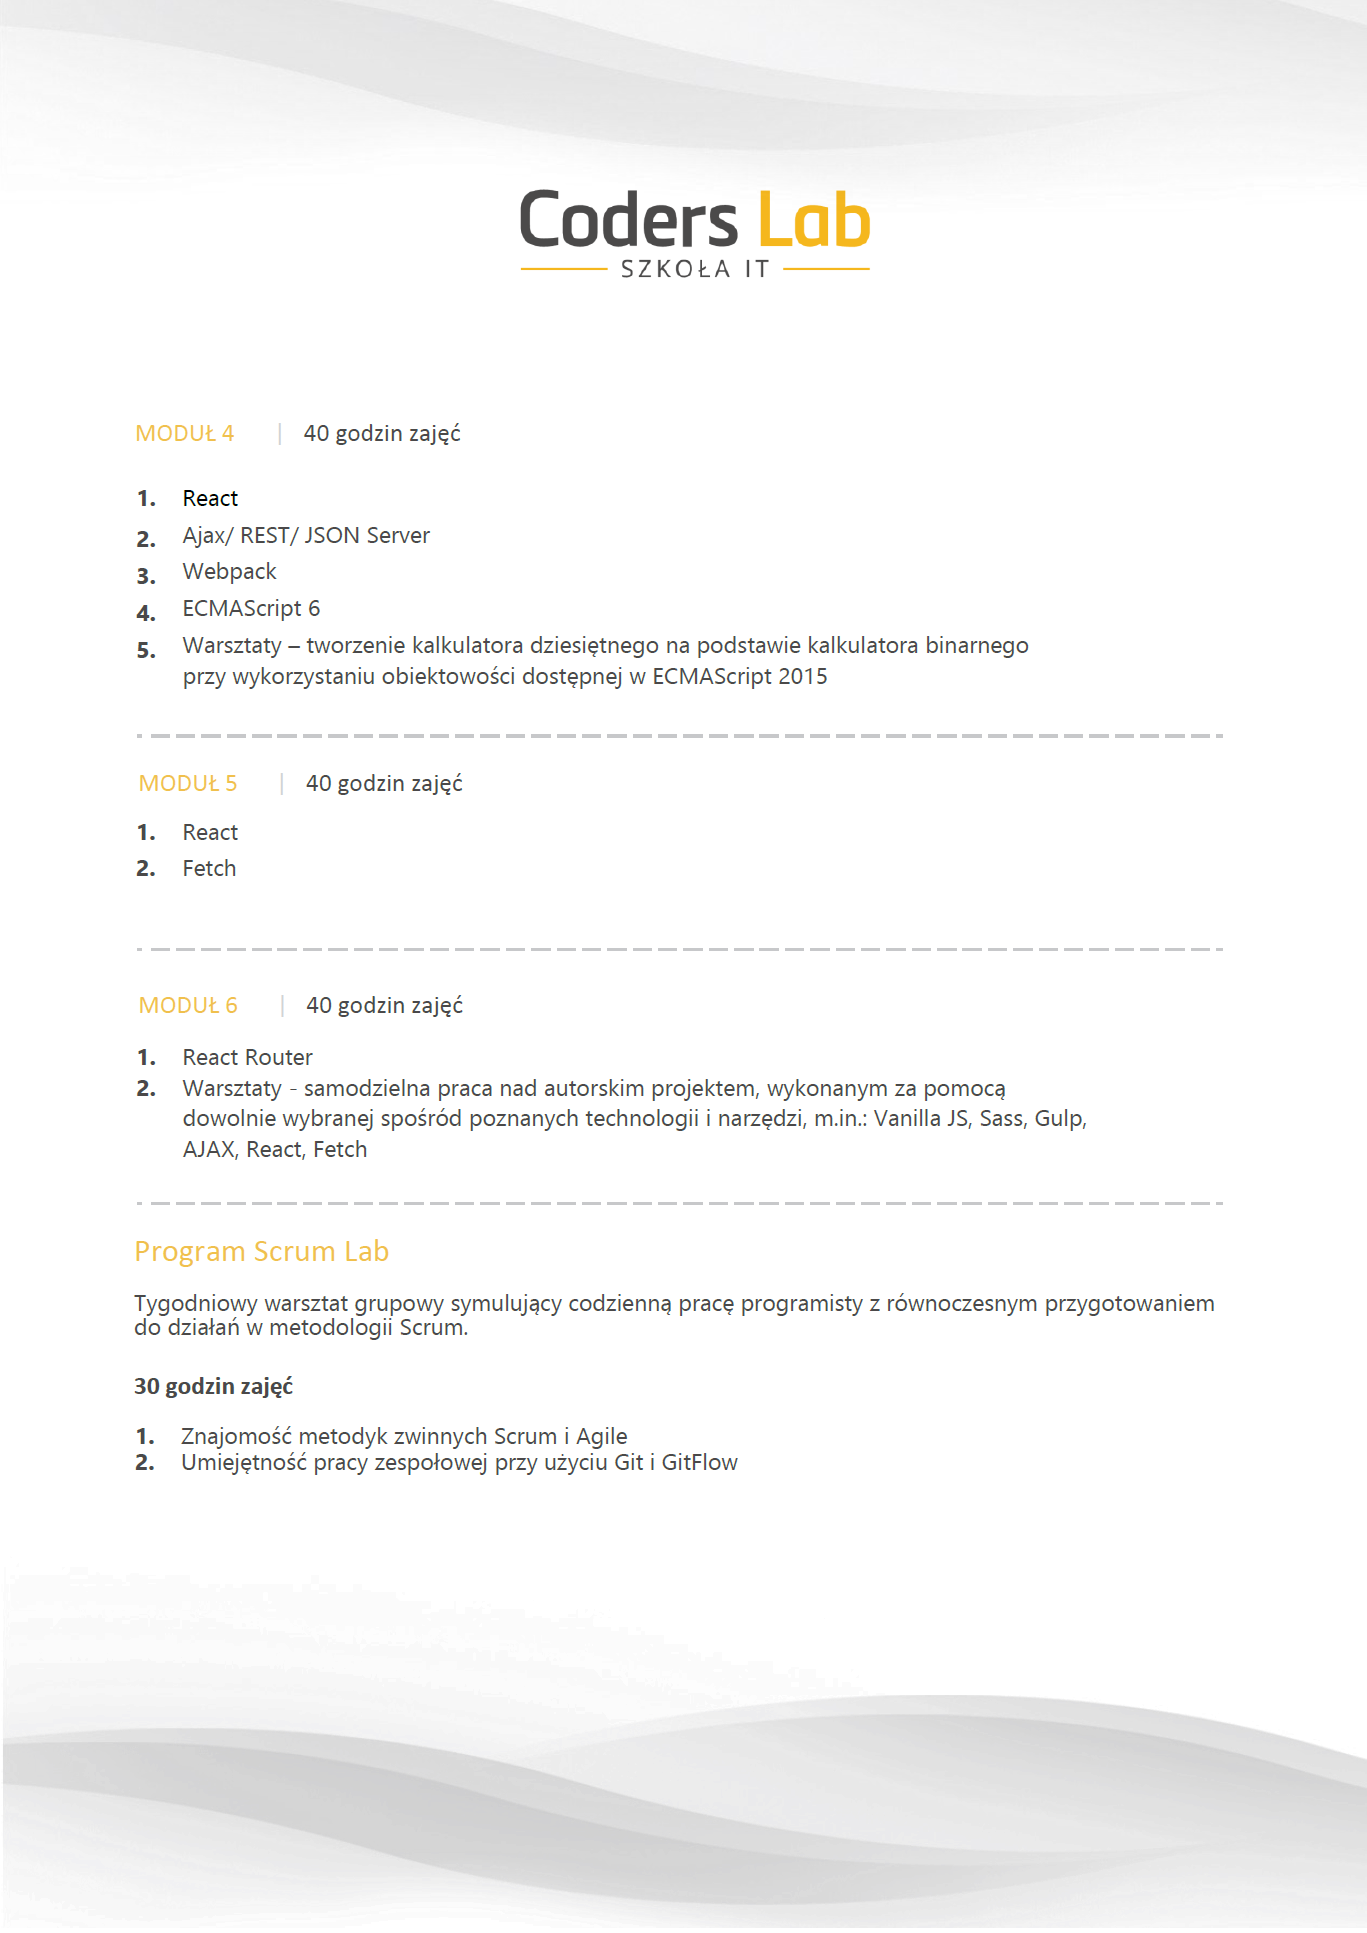 Coders Lab
SZKOŁA IT
MODUŁ 4 | 40 godzin zajęć
1. React
2. Ajax/ REST/ JSON Server
3. Webpack
4. ECMAScript 6
5. Warsztaty – tworzenie kalkulatora dziesiętnego na podstawie kalkulatora binarnego
przy wykorzystaniu obiektowości dostępnej w ECMAScript 2015
MODUŁ 5 | 40 godzin zajęć
1. React
2. Fetch
MODUŁ 6 | 40 godzin zajęć
1. React Router
2. Warsztaty - samodzielna praca nad autorskim projektem, wykonanym za pomocą
dowolnie wybranej spośród poznanych technologii i narzędzi, m.in.: Vanilla JS, Sass, Gulp,
AJAX, React, Fetch
Program Scrum Lab
Tygodniowy warsztat grupowy symulujący codzienną pracę programisty z równoczesnym przygotowaniem
do działań w metodologii Scrum.
30 godzin zajęć
1. Znajomość metodyk zwinnych Scrum i Agile
2. Umiejętność pracy zespołowej przy użyciu Git i GitFlow